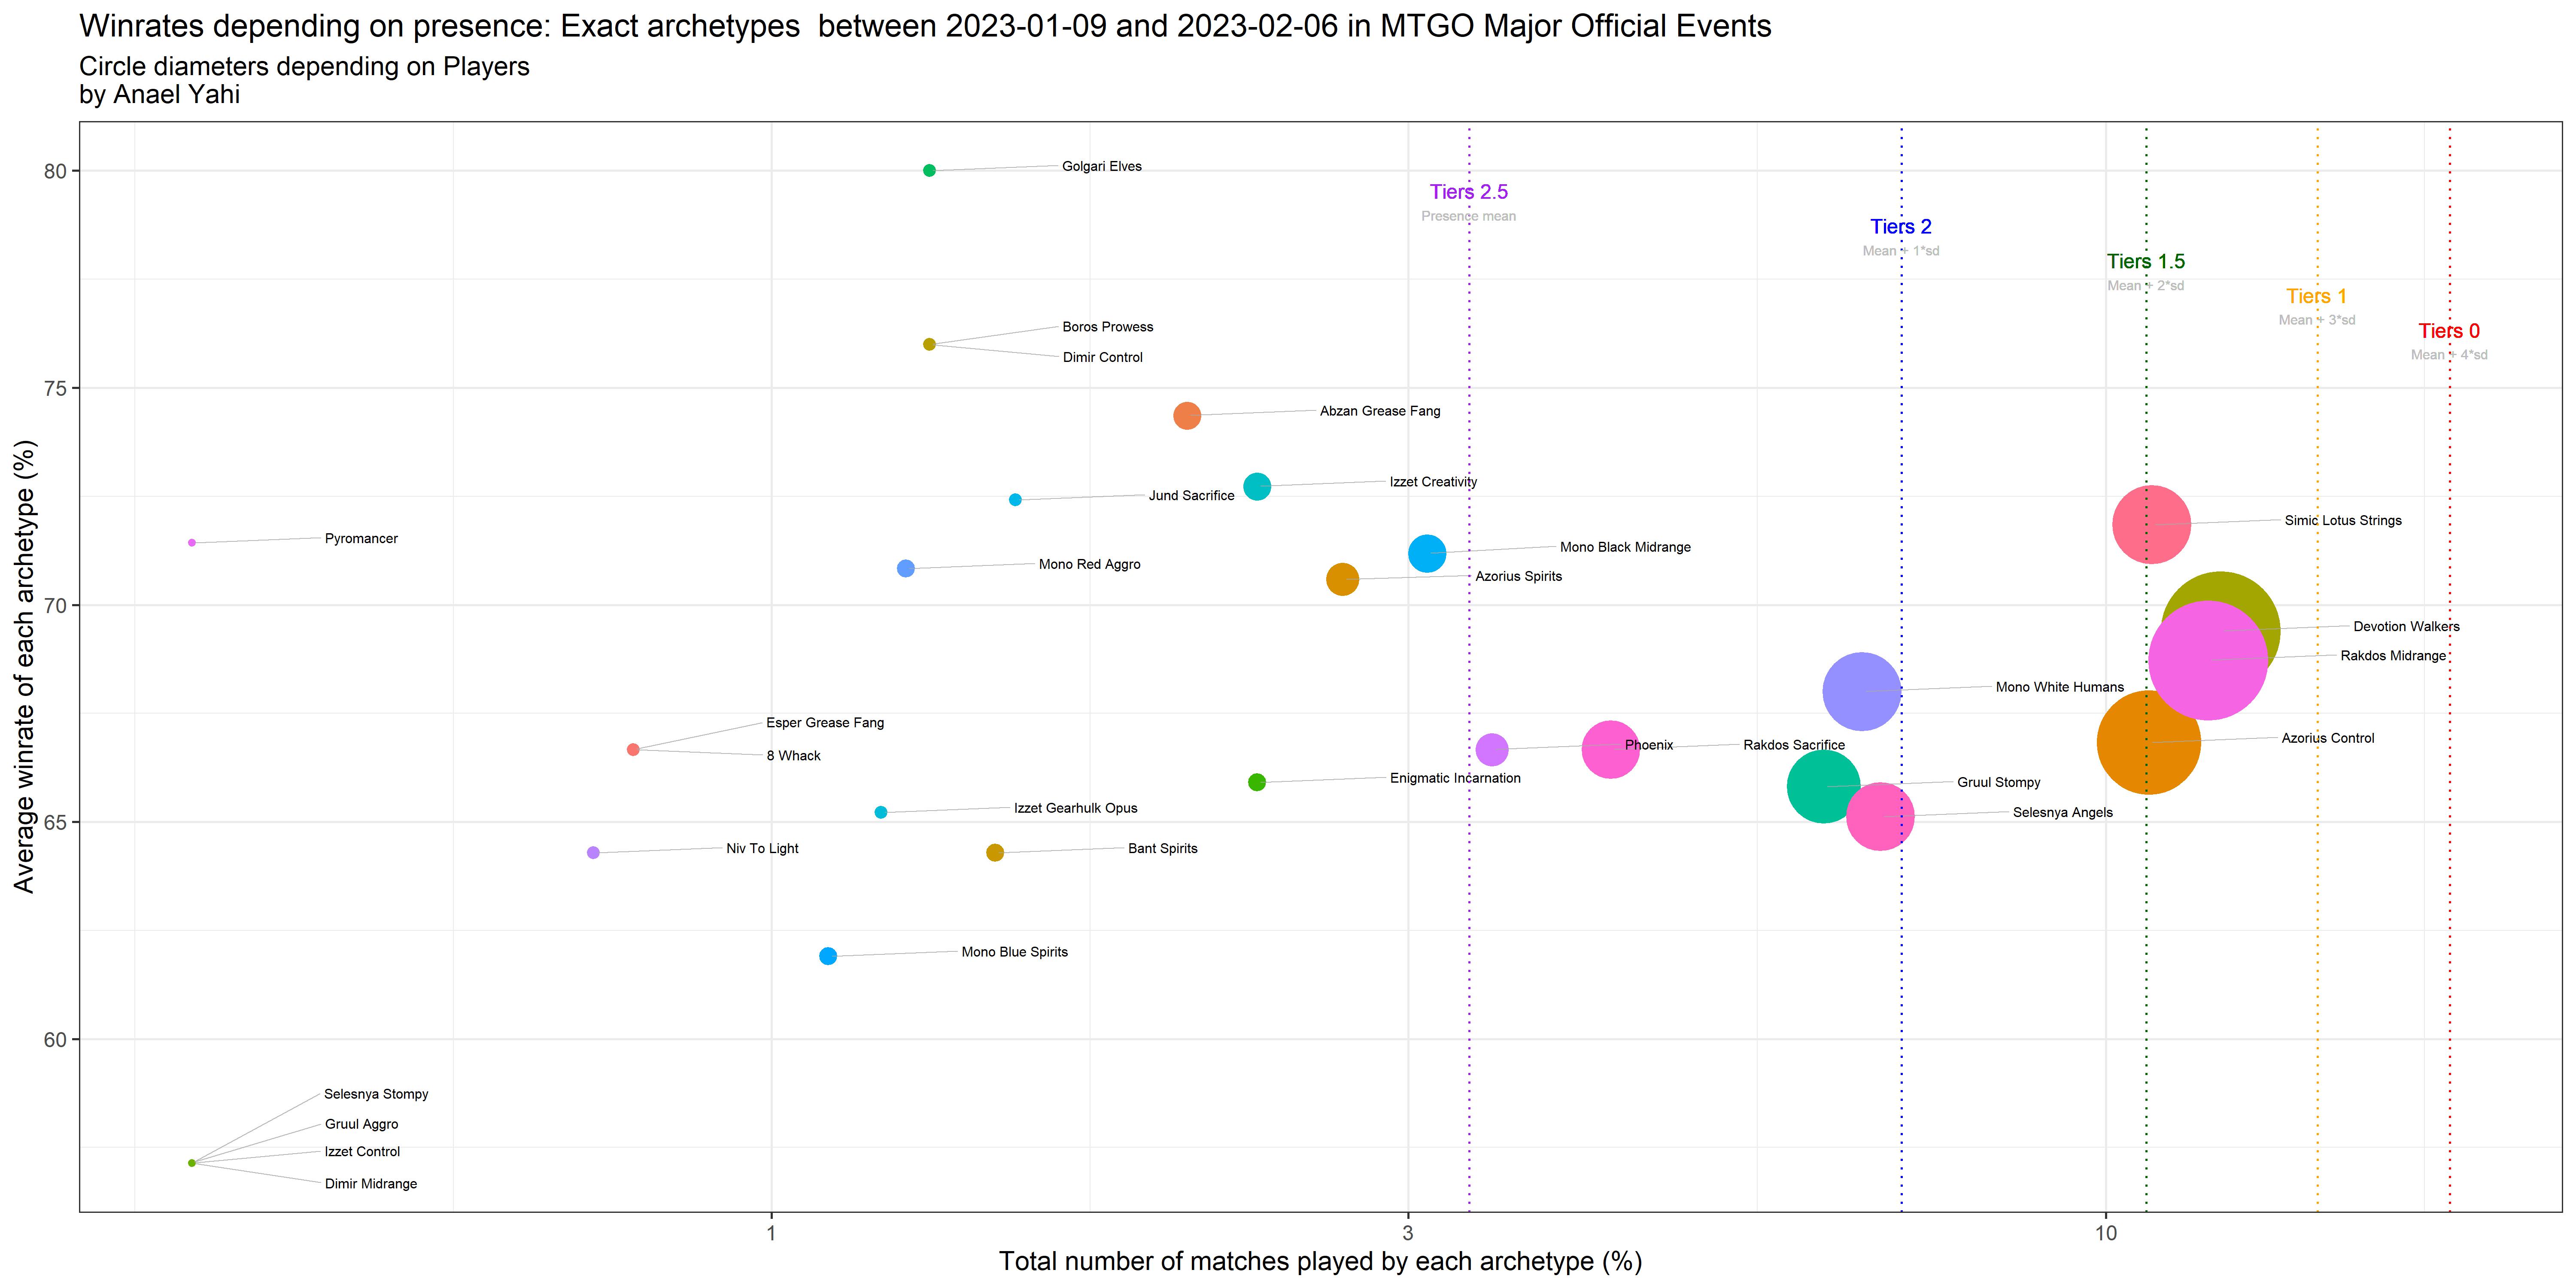 Winrates depending on presence: Exact archetypes  between 2023-01-09 and 2023-02-06 in MTGO Major Official Events
Circle diameters depending on Players
by Anael Yahi
Average winrate of each archetype (%)
80
75
70
65
60
Golgari Elves
Tiers 2.5
Presence mean
Tiers 2
Mean + 1*sd
Tiers 1.5
Mean + 2*sd
Tiers 1
Mean + 3*sd
Tiers 0
Mean + 4*sd
Boros Prowess
Dimir Control
Abzan Grease Fang
Izzet Creativity
Jund Sacrifice
Simic Lotus Strings
Pyromancer
Mono Black Midrange
Mono Red Aggro
Azorius Spirits
Devotion Walkers
Rakdos Midrange
Mono White Humans
Esper Grease Fang
8 Whack
Phoenix
Rakdos Sacrifice
Azorius Control
Enigmatic Incarnation
Gruul Stompy
Izzet Gearhulk Opus
Selesnya Angels
Niv To Light
Bant Spirits
Mono Blue Spirits
Selesnya Stompy
Gruul Aggro
Izzet Control
Dimir Midrange
1
3
10
Total number of matches played by each archetype (%)